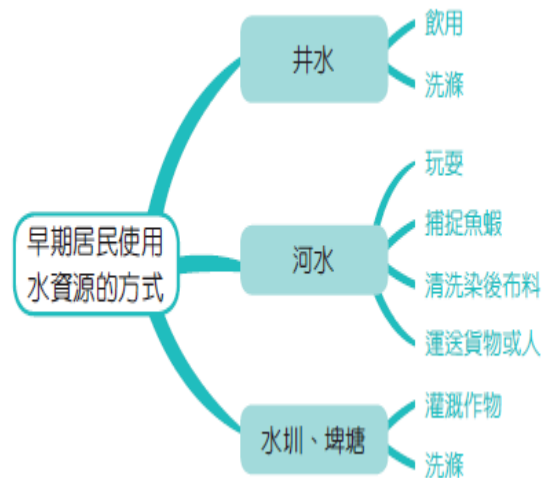 早期居民使用
水資源的方式
井水
飲用
洗滌
河水
玩耍
捕捉魚蝦
清洗染後布料
運送貨物或人
水圳、埤塘
灌溉作物
洗滌